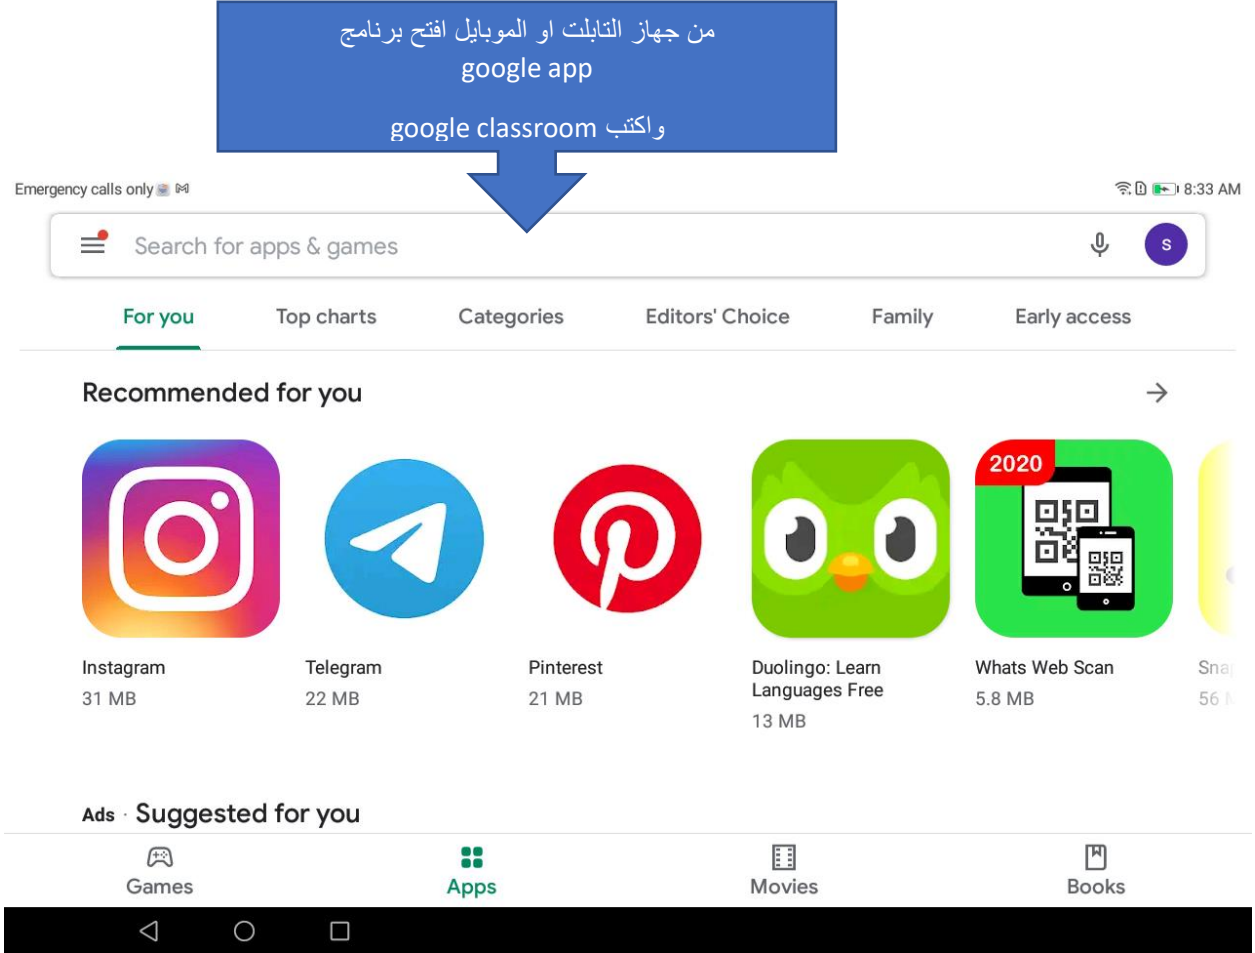 من جهاز التابلت او الموبايل افتح برنامج
google app
واكتب google classroom
Emergency calls only
8:33 AM
Search for apps & games
S
For you
Top charts
Categories
Editors' Choice
Family
Early access
Recommended for you
2020
Instagram
Telegram
Pinterest
Duolingo: Learn
Languages Free
Whats Web Scan
31 MB
22 MB
21 MB
13 MB
5.8 MB
56
Ads · Suggested for you
Games
Apps
Movies
Books